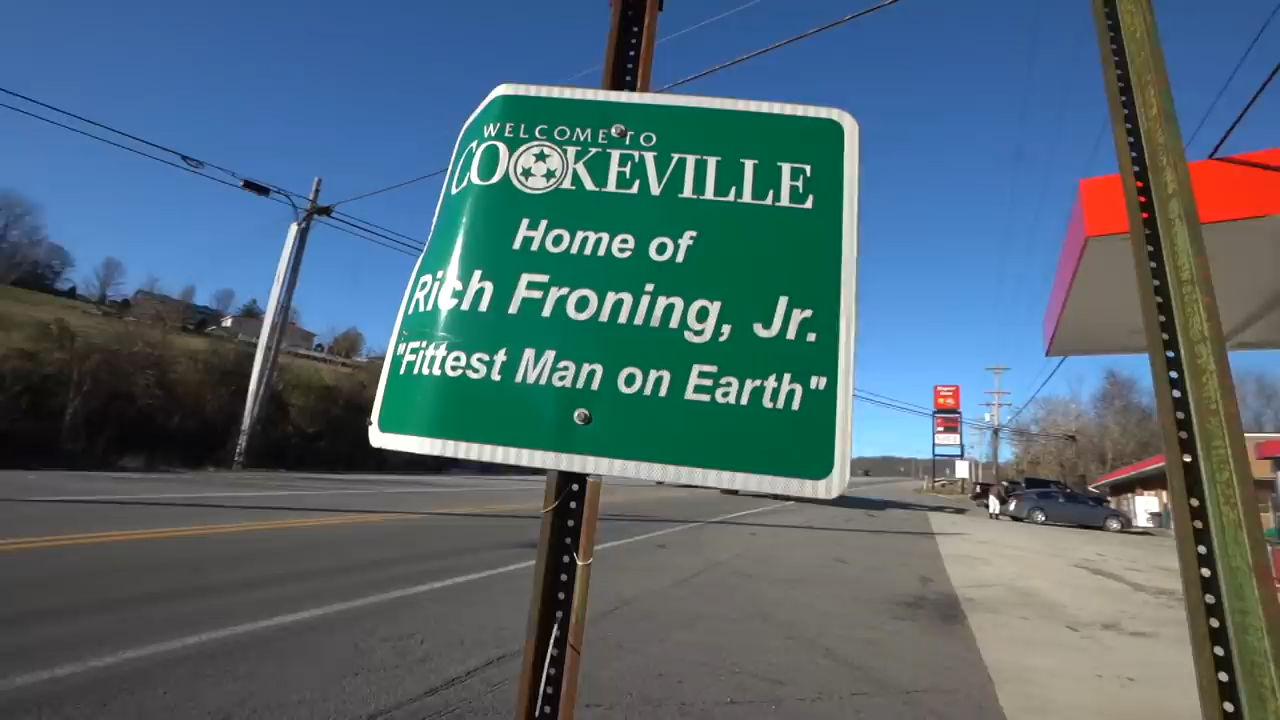 WELCOME TO
COOKEVILLE
Home of
Rich Froning, Jr.
"Fittest Man on Earth"